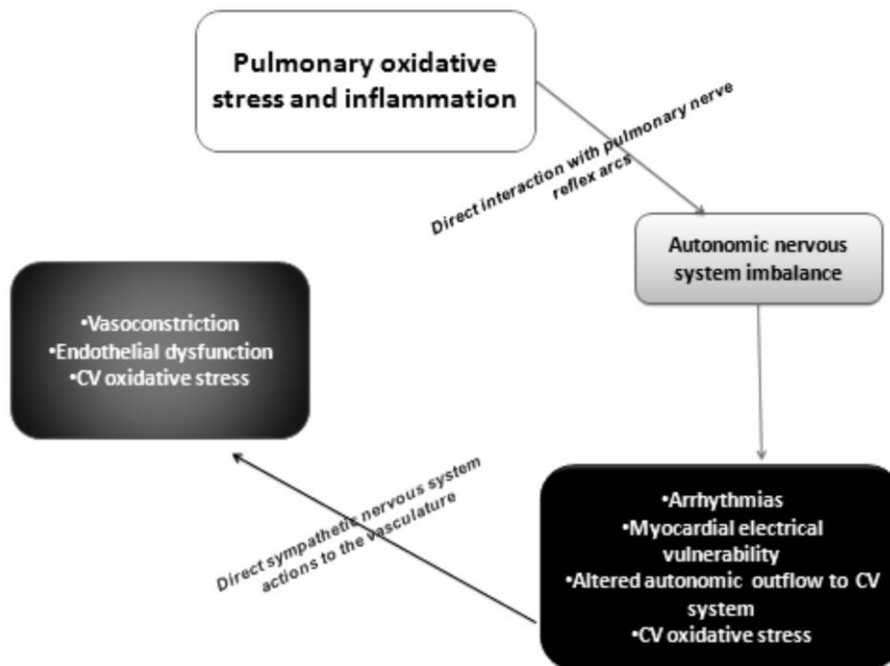 Pulmonary oxidative
stress and inflammation
Direct interaction with pulmonary nerve
reflex arcs
Autonomic nervous
system imbalance
•Vasoconstriction
•Endothelial dysfunction
•CV oxidative stress
Direct sympathetic nervous system
actions to the vasculature
•Arrhythmias
•Myocardial electrical
vulnerability
•Altered autonomic outflow to CV
system
•CV oxidative stress